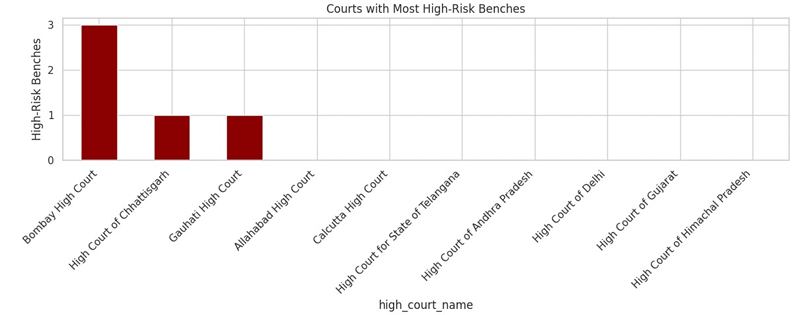 Courts with Most High-Risk Benches
High-Risk Benches
3
2
1
0
Bombay High Court
High Court of Chhattisgarh
Gauhati High Court
Allahabad High Court
Calcutta High Court
High Court for State of Telangana
High Court of Andhra Pradesh
High Court of Delhi
High Court of Gujarat
High Court of Himachal Pradesh
high_court_name